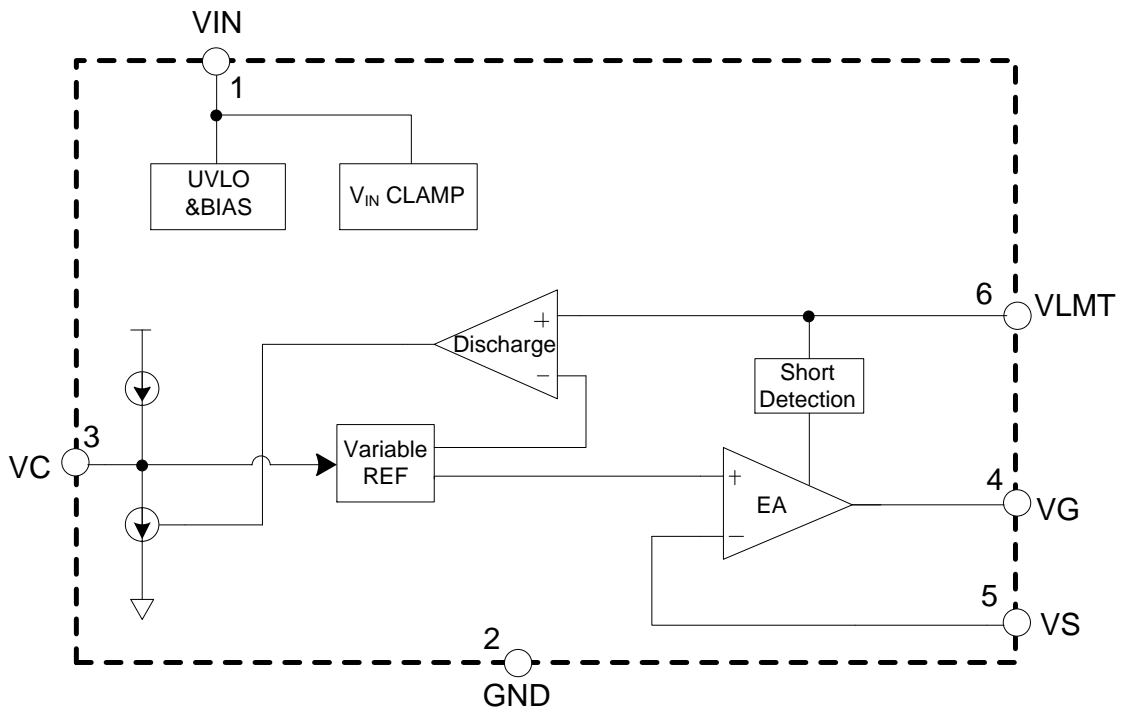 VIN
1
UVLO
&BIAS
VIN CLAMP
6
VLMT
+
Discharge
−
Short
Detection
3
VC
Variable
REF
+
EA
−
4
VG
5
VS
2
GND